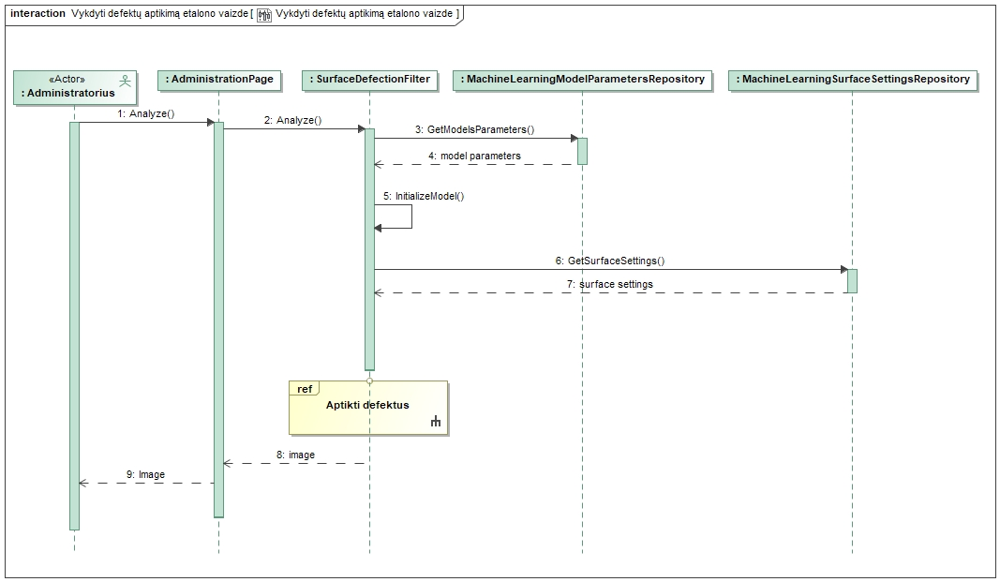 interaction Vykdyti defektų aptikimą etalono vaizde [ Vykdyti defektų aptikimą etalono vaizde ]
«Actor»
: Administratorius
: AdministrationPage
: SurfaceDefectionFilter
: MachineLearningModelParametersRepository
: MachineLearningSurfaceSettingsRepository
1: Analyze()
2: Analyze()
3: GetModelsParameters()
4: model parameters
5: InitializeModel()
6: GetSurfaceSettings()
7: surface settings
ref
Aptikti defektus
8: image
9: Image